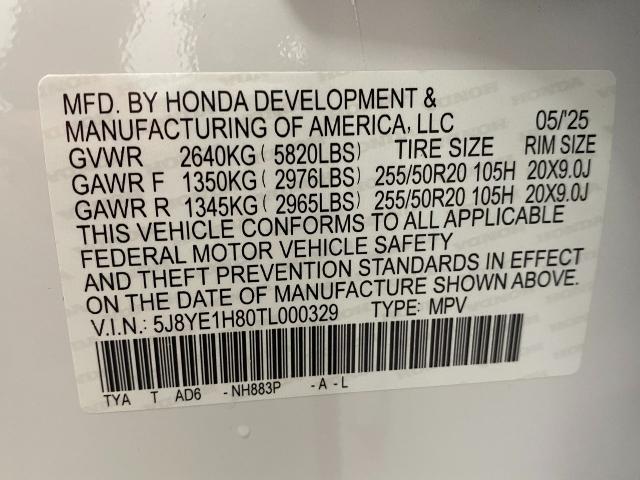 MFD. BY HONDA DEVELOPMENT &
MANUFACTURING OF AMERICA, LLC 05/'25
GVWR 2640KG ( 5820LBS) TIRE SIZE RIM SIZE
GAWR F 1350KG ( 2976LBS) 255/50R20 105H 20X9.0J
GAWR R 1345KG ( 2965LBS) 255/50R20 105H 20X9.0J
THIS VEHICLE CONFORMS TO ALL APPLICABLE
FEDERAL MOTOR VEHICLE SAFETY
AND THEFT PREVENTION STANDARDS IN EFFECT
ON THE DATE OF MANUFACTURE SHOWN ABOVE.
V.I.N.: 5J8YE1H80TL000329 TYPE: MPV
TYA T AD6 -NH883P -A-L